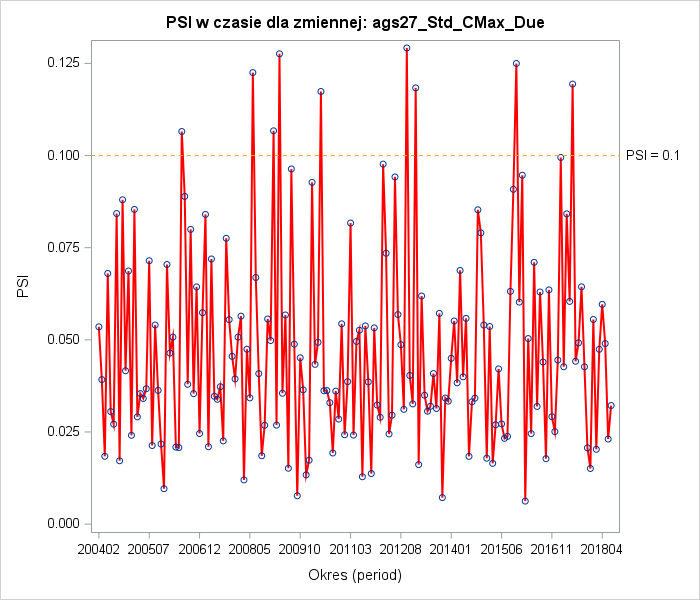 PSI w czasie dla zmiennej: ags27_Std_CMax_Due
0.125
0.100
PSI = 0.1
0.075
PSI
0.050
0.025
0.000
200402 200507 200612 200805 200910 201103 201208 201401 201506 201611 201804
Okres (period)